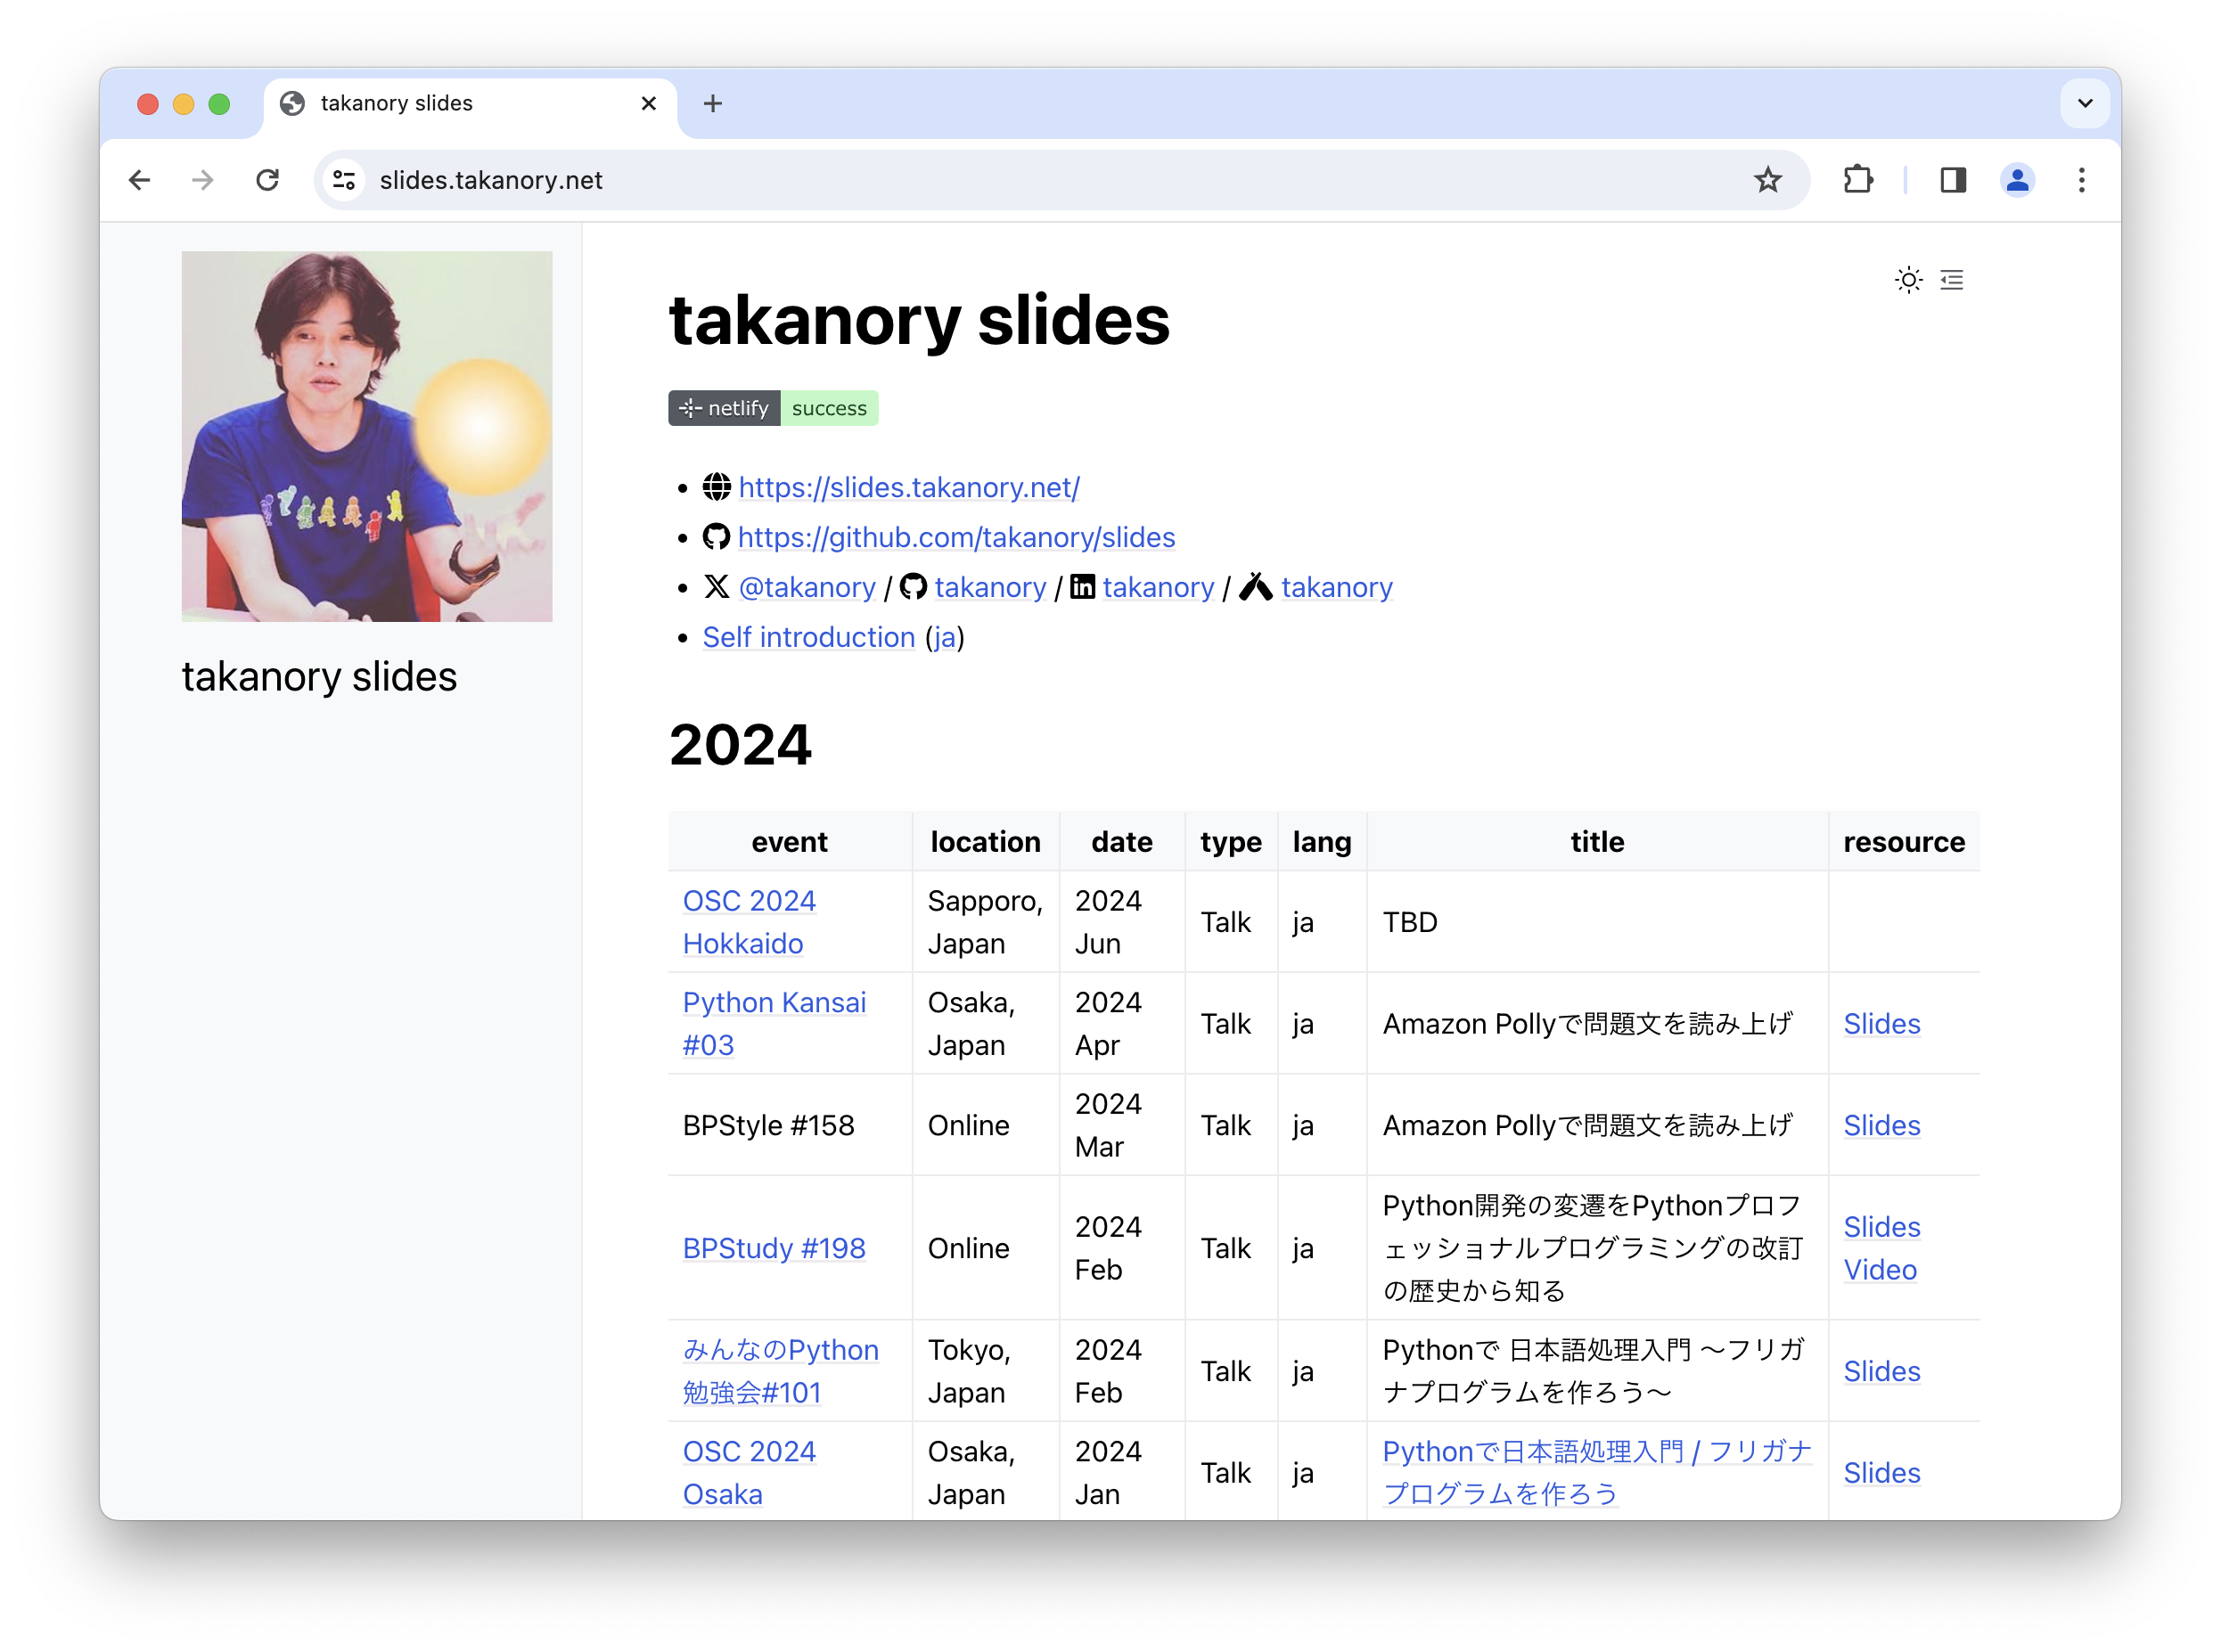 takanory slides
slides.takanory.net
takanory slides
takanory slides
netlify success
https://slides.takanory.net/
https://github.com/takanory/slides
@takanory / takanory / takanory / takanory
Self introduction (ja)
2024
event location date type lang title resource
OSC 2024
Hokkaido
Sapporo,
Japan
2024
Jun
Talk
ja
TBD
Python Kansai
#03
Osaka,
Japan
2024
Apr
Talk
ja
Amazon Pollyで問題文を読み上げ
Slides
BPStyle #158
Online
2024
Mar
Talk
ja
Amazon Pollyで問題文を読み上げ
Slides
BPStudy #198
Online
2024
Feb
Talk
ja
Python開発の変遷をPythonプロフ
ェッショナルプログラミングの改訂
の歴史から知る
Slides
Video
みんなのPython
勉強会#101
Tokyo,
Japan
2024
Feb
Talk
ja
Pythonで 日本語処理入門 〜フリガ
ナプログラムを作ろう〜
Slides
OSC 2024
Osaka
Osaka,
Japan
2024
Jan
Talk
ja
Pythonで日本語処理入門 / フリガナ
プログラムを作ろう
Slides